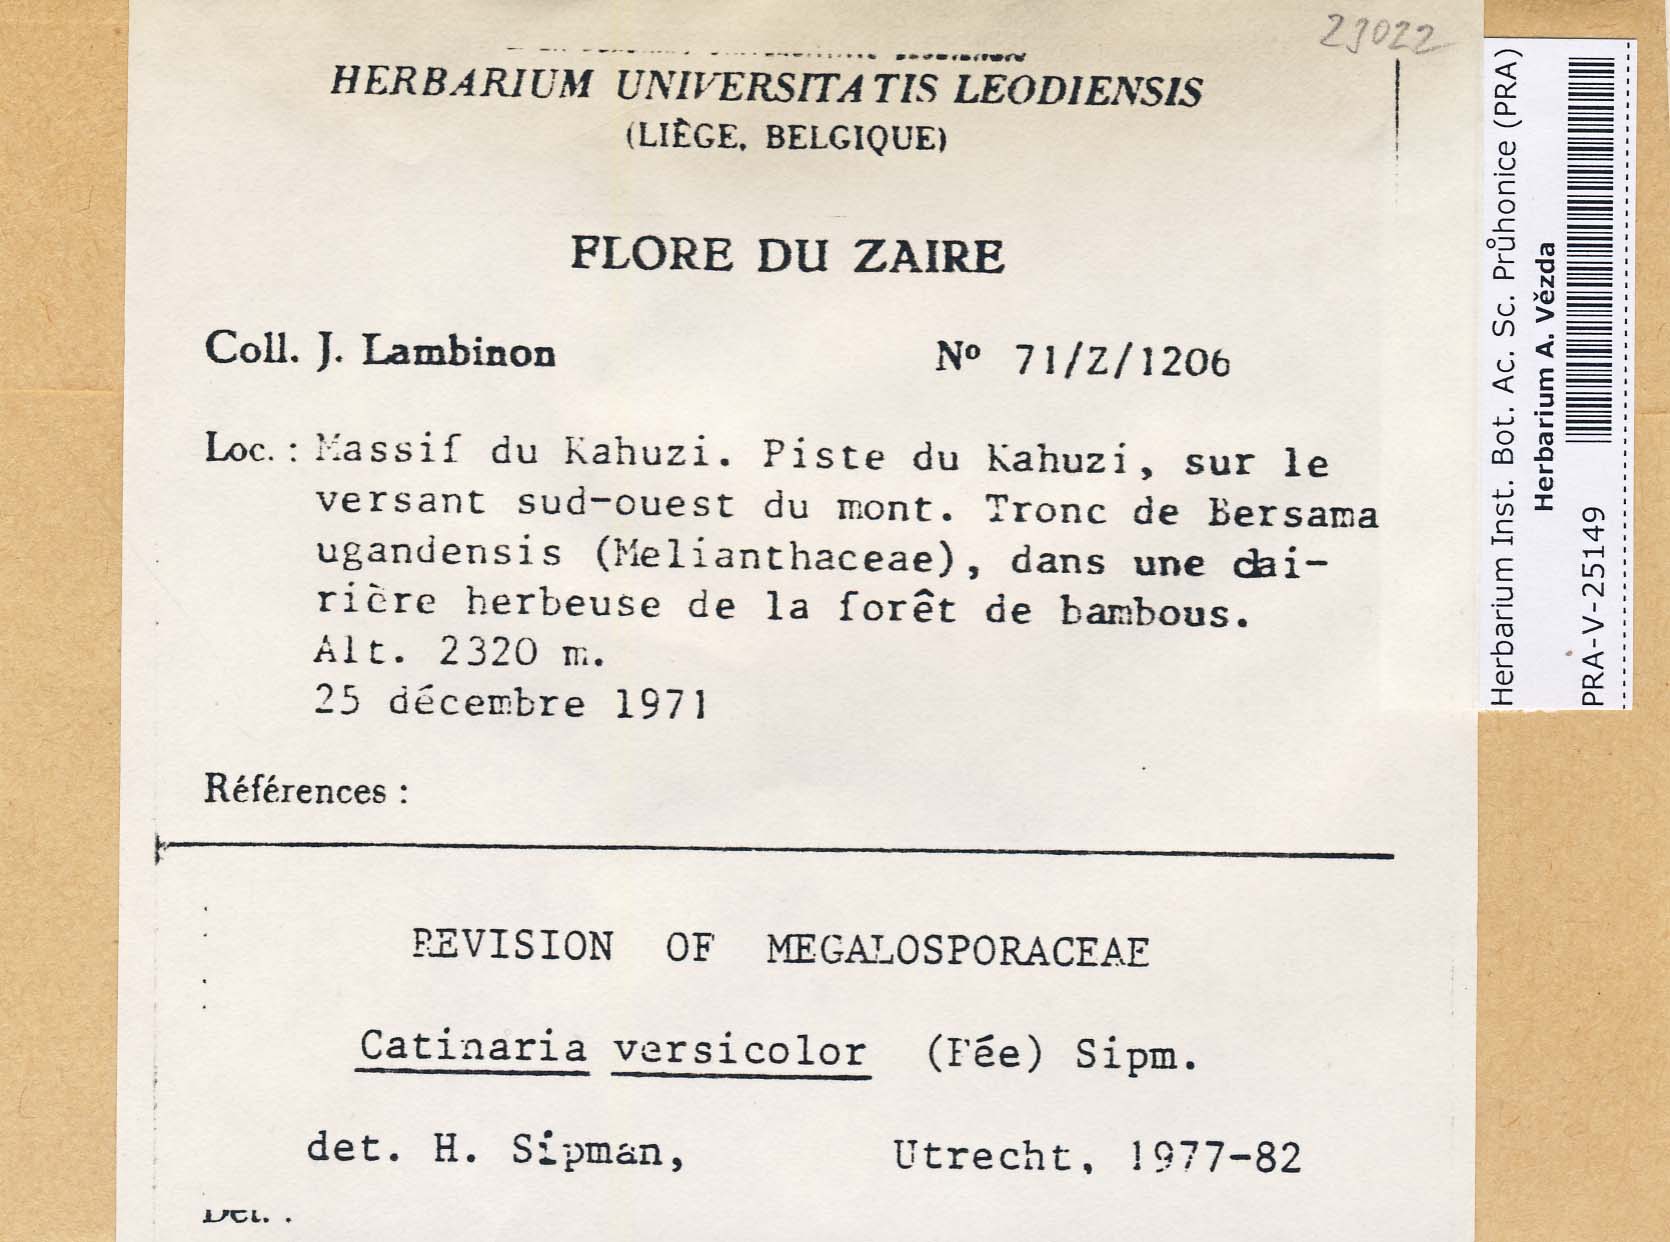 23022
HERBARIUM UNIVERSITATIS LEODIENSIS
(LIÈGE, BELGIQUE)
FLORE DU ZAIRE
Coll. J. Lambinon Nº 71/Z/1206
Loc. : Massif du Kahuzi. Piste du Kahuzi, sur le
versant sud-ouest du mont. Tronc de Bersama
ugandensis (Melianthaceae), dans une clai-
rière herbeuse de la forêt de bambous.
Alt. 2320 m.
25 décembre 1971
Références :
REVISION OF MEGALOSPORACEAE
Catinaria versicolor (Fée) Sipm.
det. H. Sipman, Utrecht, 1977-82
Det. :
Herbarium Inst. Bot. Ac. Sc. Průhonice (PRA)
Herbarium A. Vězda
PRA-V-25149